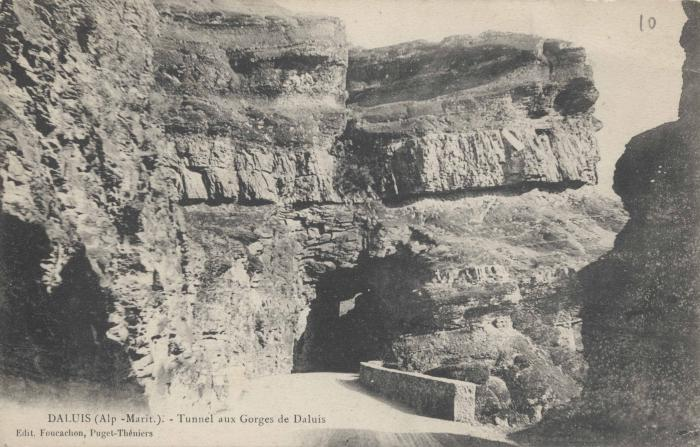 10
DALUIS (Alp -Marit.). - Tunnel aux Gorges de Daluis
Edit. Foucachon, Puget-Théniers